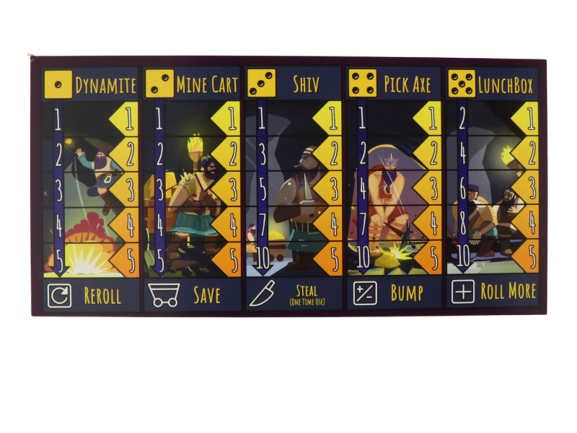 DYNAMITE MINE CART SHIV PICK AXE LUNCHBOX
1 1 1 1 1 1 1 1 2 1
2 2 2 2 3 2 2 2 4 2
3 3 3 3 5 3 4 3 6 3
4 4 4 4 7 4 7 4 8 4
5 5 5 5 10 5 10 5 10 5
REROLL SAVE STEAL BUMP ROLL MORE
(ONE TIME USE)